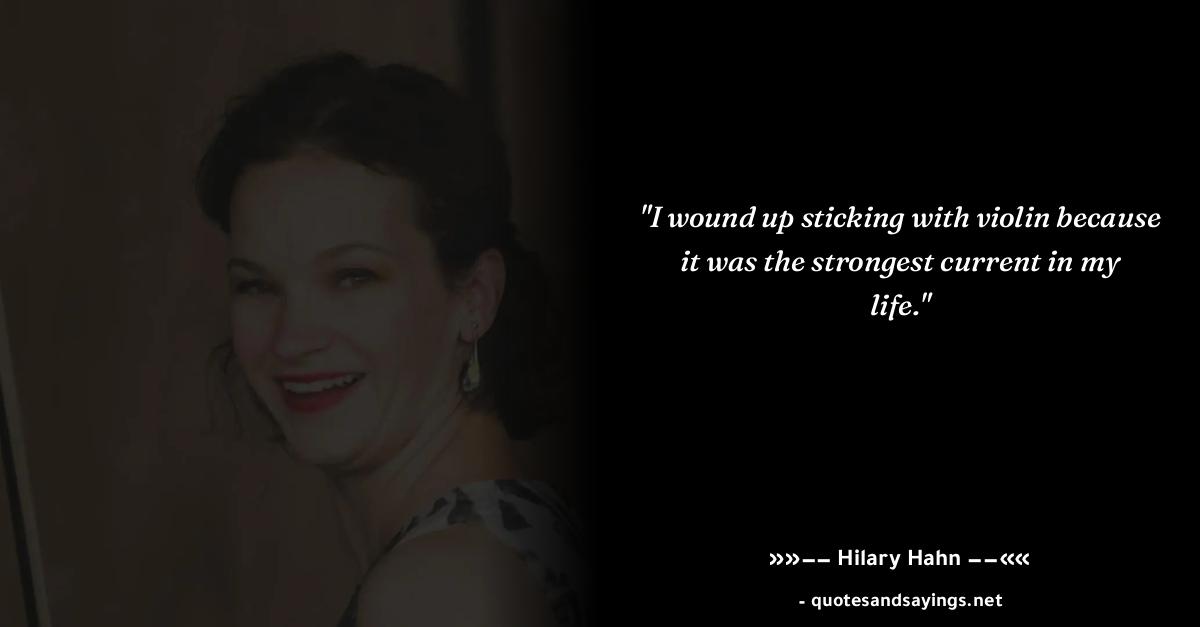 "I wound up sticking with violin because
it was the strongest current in my
life."
»»−− Hilary Hahn −−««
- quotesandsayings.net